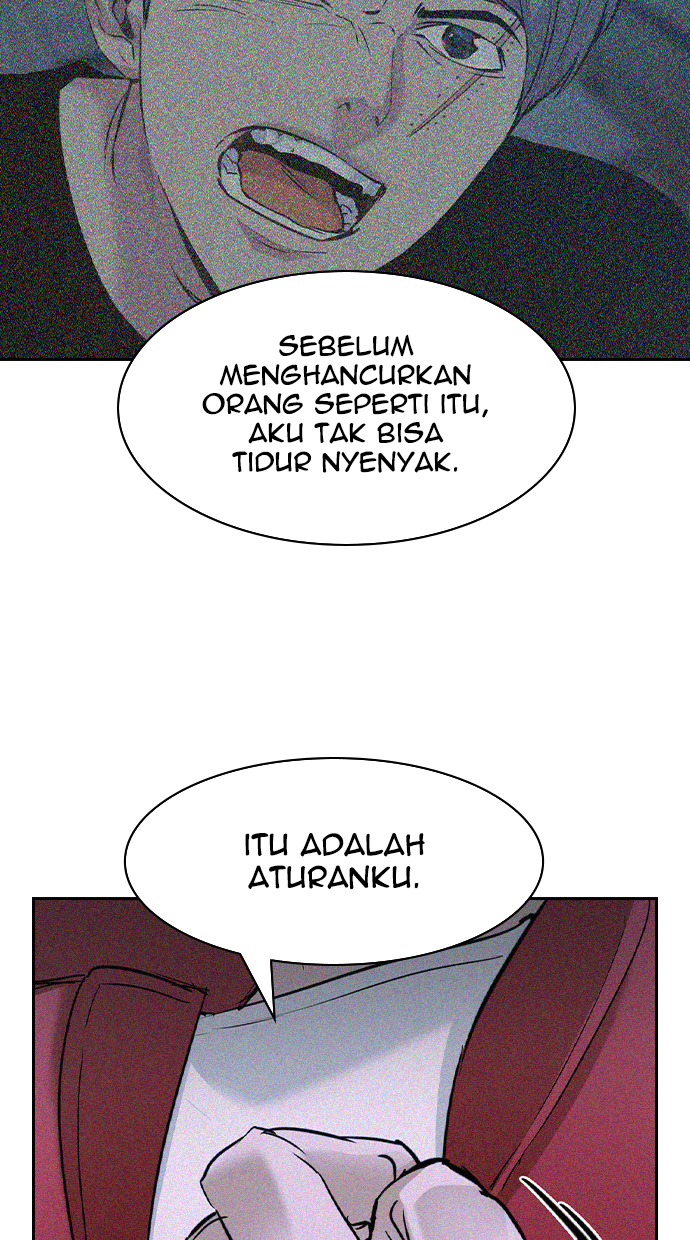 SEBELUM
MENGHANCURKAN
ORANG SEPERTI ITU,
AKU TAK BISA
TIDUR NYENYAK.
ITU ADALAH
ATURANKU.